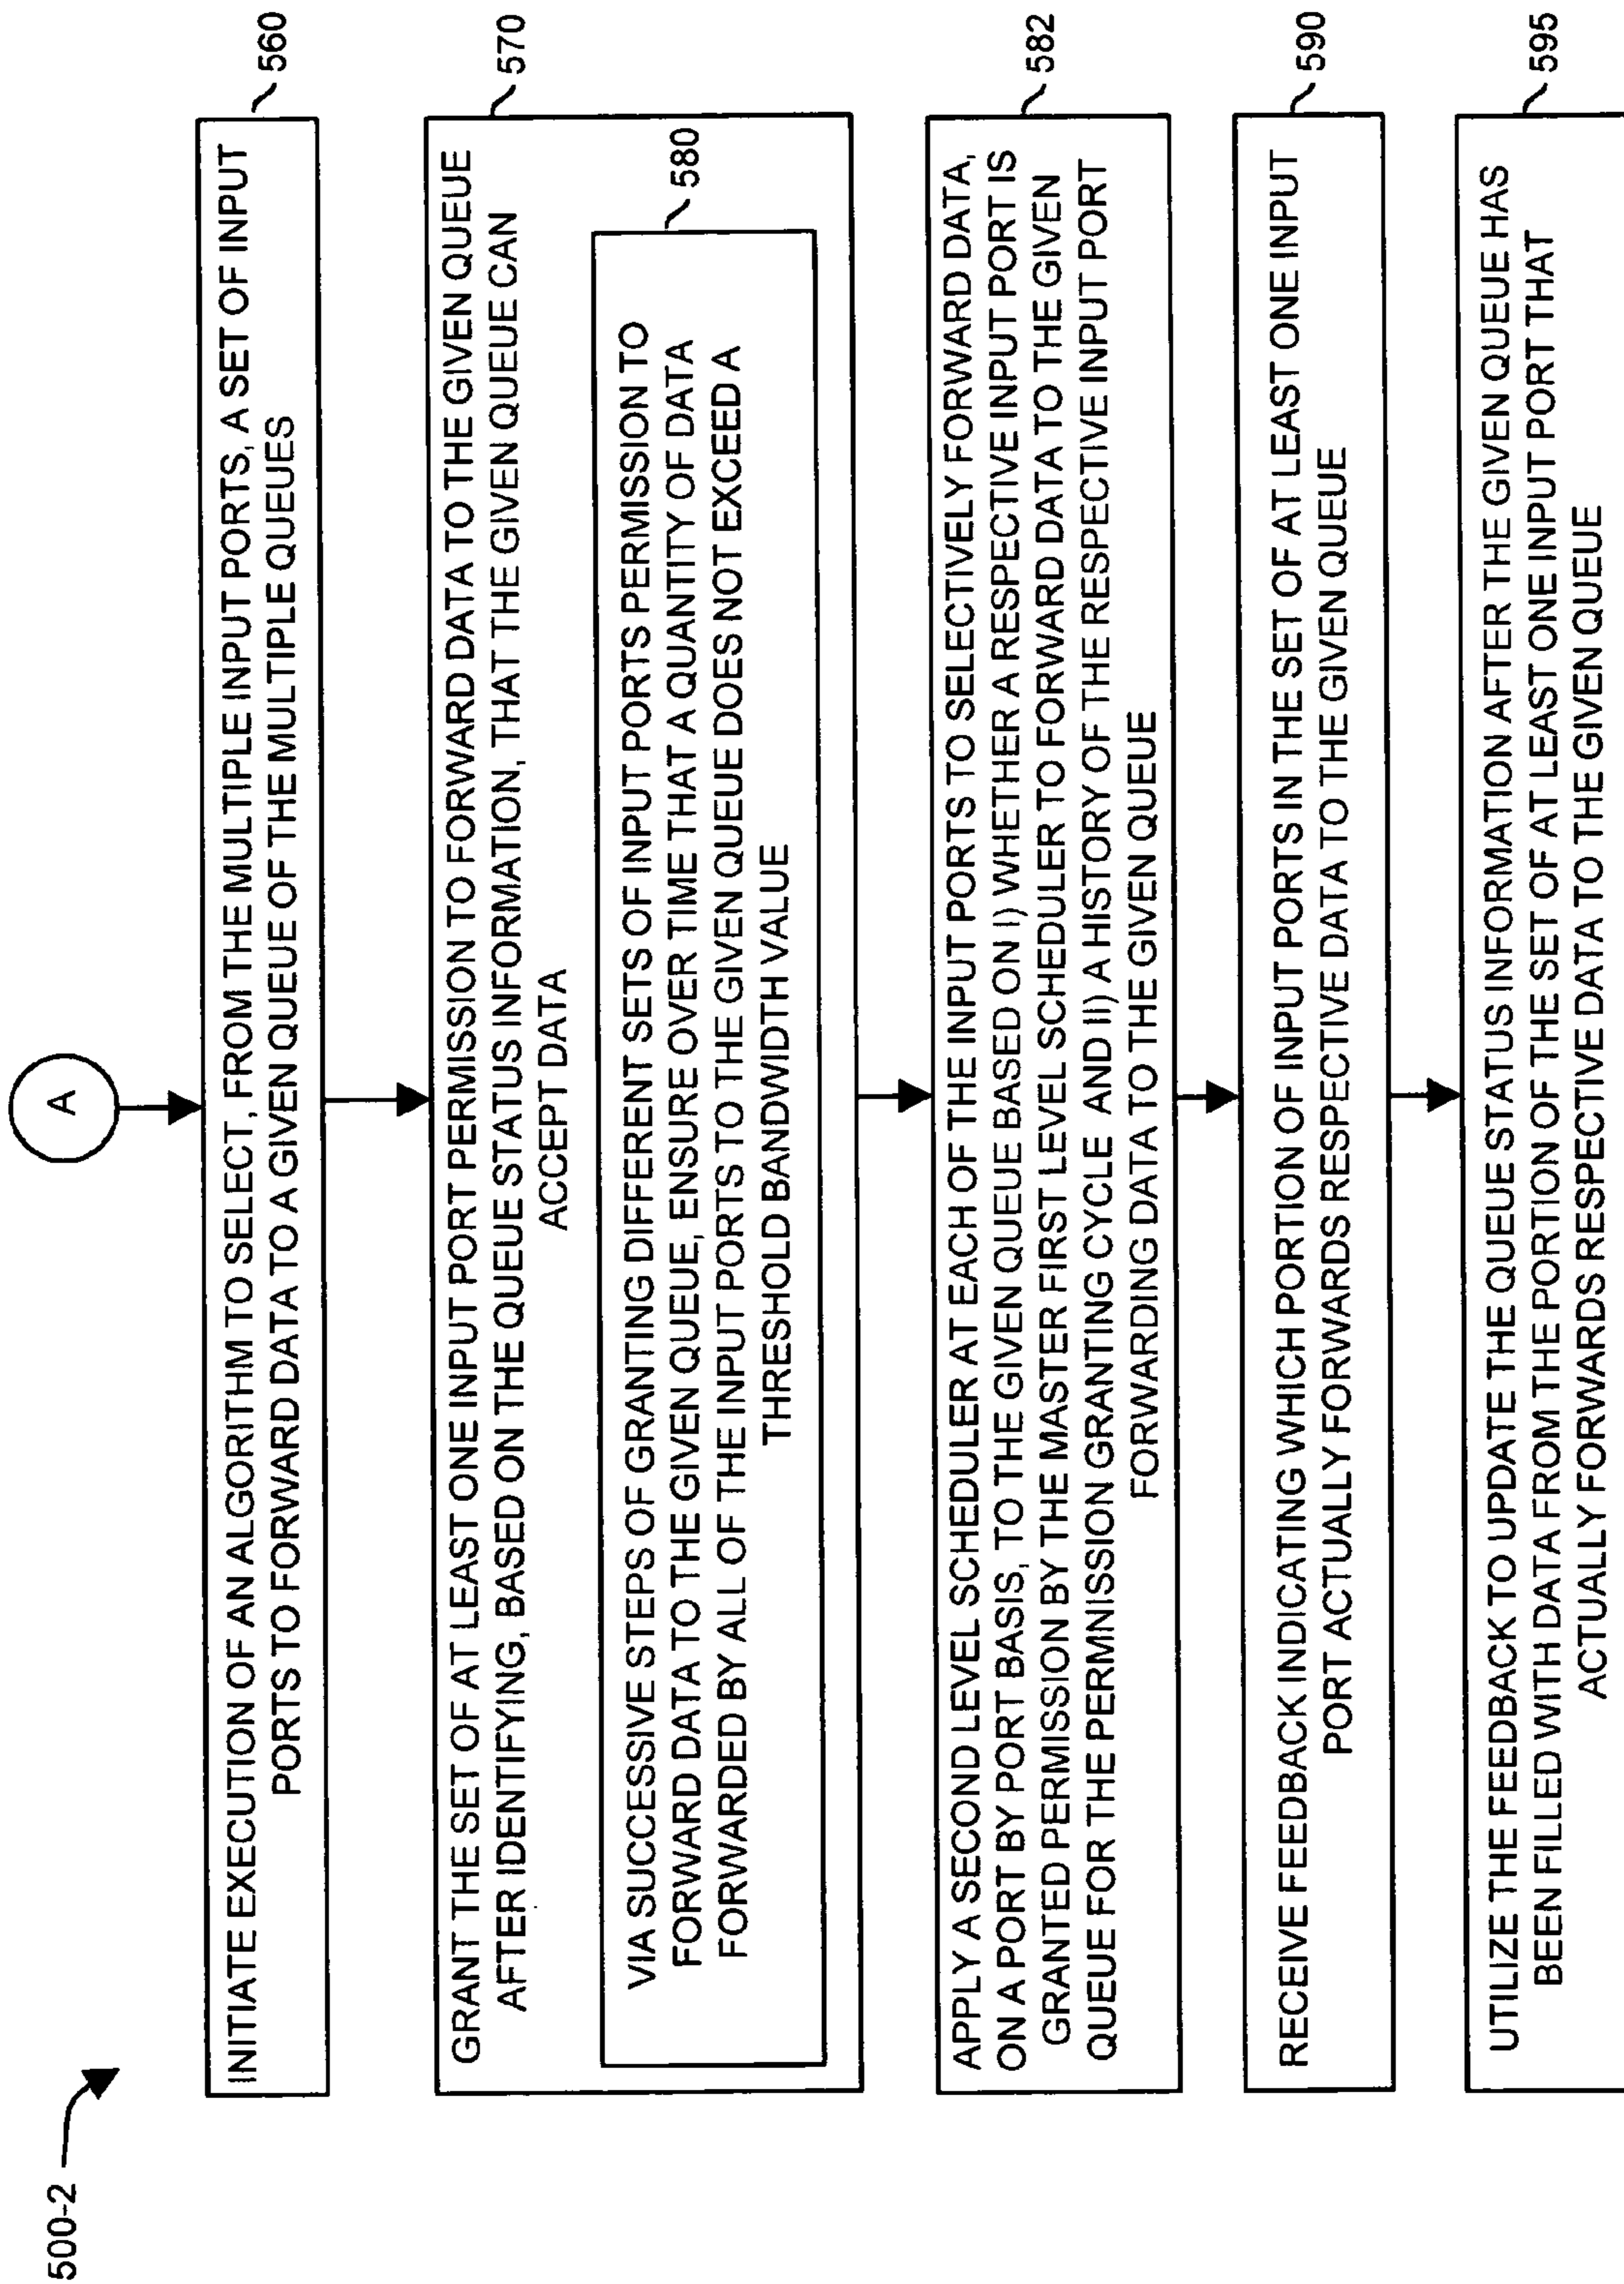 500-2
A
560
INITIATE EXECUTION OF AN ALGORITHM TO SELECT, FROM THE MULTIPLE INPUT PORTS, A SET OF INPUT
PORTS TO FORWARD DATA TO A GIVEN QUEUE OF THE MULTIPLE QUEUES
570
GRANT THE SET OF AT LEAST ONE INPUT PORT PERMISSION TO FORWARD DATA TO THE GIVEN QUEUE
AFTER IDENTIFYING, BASED ON THE QUEUE STATUS INFORMATION, THAT THE GIVEN QUEUE CAN
ACCEPT DATA
580
VIA SUCCESSIVE STEPS OF GRANTING DIFFERENT SETS OF INPUT PORTS PERMISSION TO
FORWARD DATA TO THE GIVEN QUEUE, ENSURE OVER TIME THAT A QUANTITY OF DATA
FORWARDED BY ALL OF THE INPUT PORTS TO THE GIVEN QUEUE DOES NOT EXCEED A
THRESHOLD BANDWIDTH VALUE
582
APPLY A SECOND LEVEL SCHEDULER AT EACH OF THE INPUT PORTS TO SELECTIVELY FORWARD DATA,
ON A PORT BY PORT BASIS, TO THE GIVEN QUEUE BASED ON I) WHETHER A RESPECTIVE INPUT PORT IS
GRANTED PERMISSION BY THE MASTER FIRST LEVEL SCHEDULER TO FORWARD DATA TO THE GIVEN
QUEUE FOR THE PERMNISSION GRANTING CYCLE AND II) A HISTORY OF THE RESPECTIVE INPUT PORT
FORWARDING DATA TO THE GIVEN QUEUE
590
RECEIVE FEEDBACK INDICATING WHICH PORTION OF INPUT PORTS IN THE SET OF AT LEAST ONE INPUT
PORT ACTUALLY FORWARDS RESPECTIVE DATA TO THE GIVEN QUEUE
595
UTILIZE THE FEEDBACK TO UPDATE THE QUEUE STATUS INFORMATION AFTER THE GIVEN QUEUE HAS
BEEN FILLED WITH DATA FROM THE PORTION OF THE SET OF AT LEAST ONE INPUT PORT THAT
ACTUALLY FORWARDS RESPECTIVE DATA TO THE GIVEN QUEUE